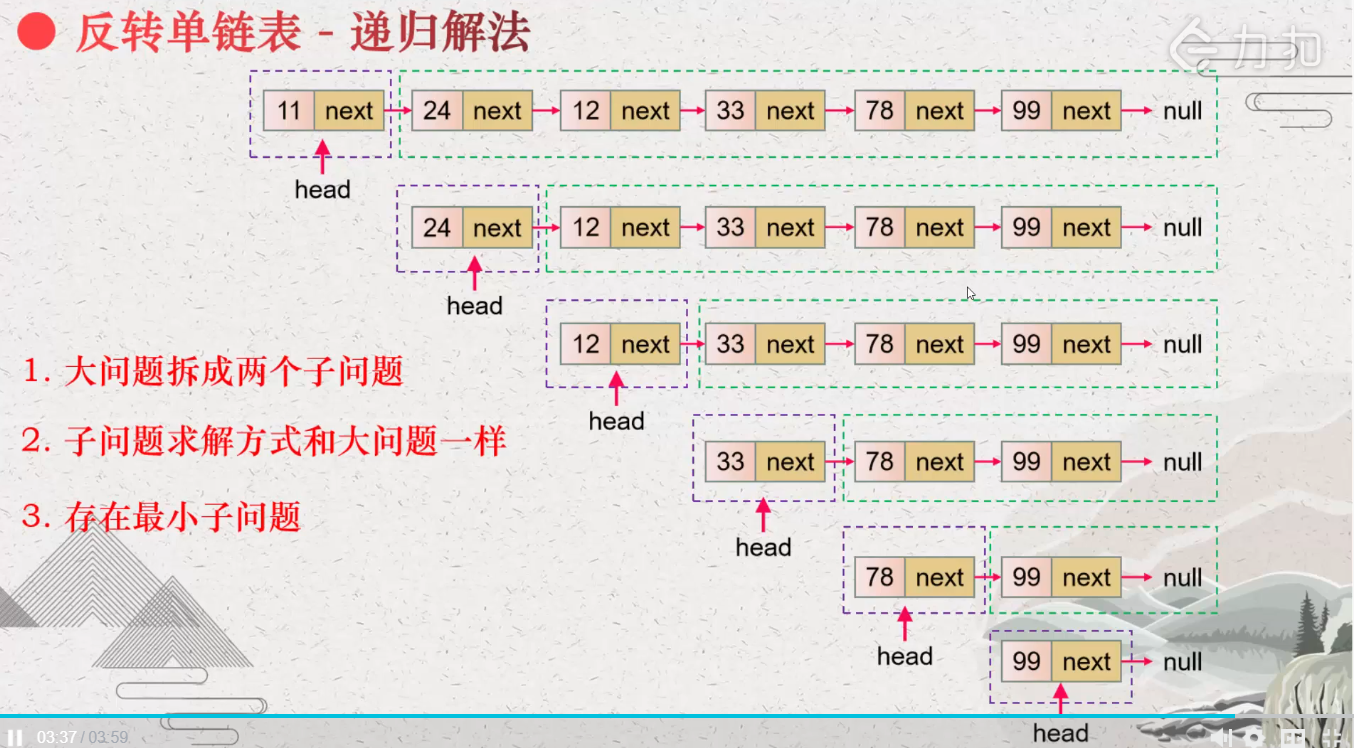 反转单链表 - 递归解法
力扣
11 next 24 next 12 next 33 next 78 next 99 next null
head
24 next 12 next 33 next 78 next 99 next null
head
12 next 33 next 78 next 99 next null
head
1. 大问题拆成两个子问题
2. 子问题求解方式和大问题一样
33 next 78 next 99 next null
3. 存在最小子问题
head
78 next 99 next null
head
99 next null
head
03:37 / 03:59